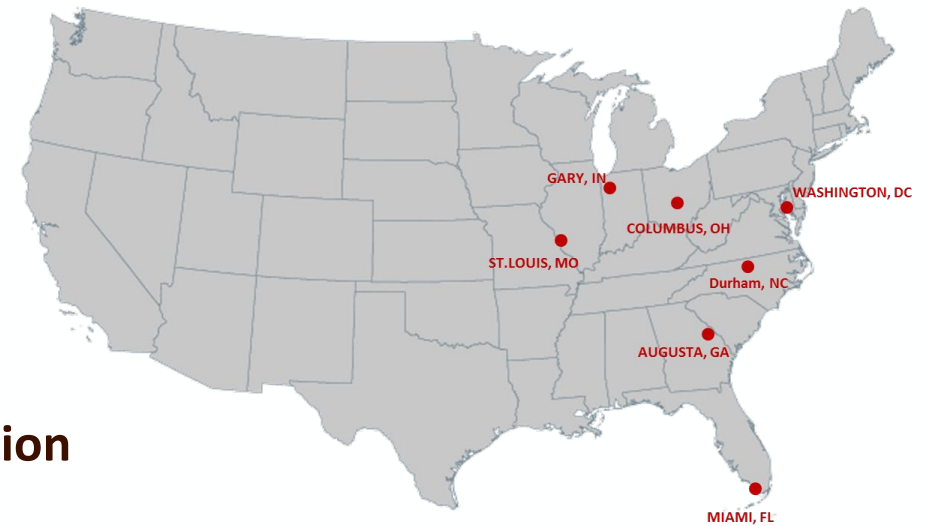 GARY, IN
WASHINGTON, DC
COLUMBUS, OH
ST.LOUIS, MO
Durham, NC
AUGUSTA, GA
ion
MIAMI, FL